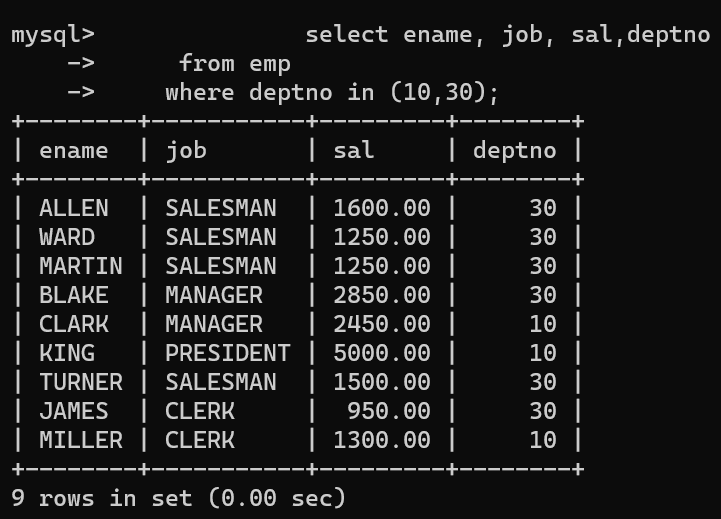 mysql>               select ename, job, sal,deptno
    ->      from emp
    ->     where deptno in (10,30);
+--------+-----------+---------+--------+
| ename  | job       | sal     | deptno |
+--------+-----------+---------+--------+
| ALLEN  | SALESMAN  | 1600.00 |     30 |
| WARD   | SALESMAN  | 1250.00 |     30 |
| MARTIN | SALESMAN  | 1250.00 |     30 |
| BLAKE  | MANAGER   | 2850.00 |     30 |
| CLARK  | MANAGER   | 2450.00 |     10 |
| KING   | PRESIDENT | 5000.00 |     10 |
| TURNER | SALESMAN  | 1500.00 |     30 |
| JAMES  | CLERK     |  950.00 |     30 |
| MILLER | CLERK     | 1300.00 |     10 |
+--------+-----------+---------+--------+
9 rows in set (0.00 sec)